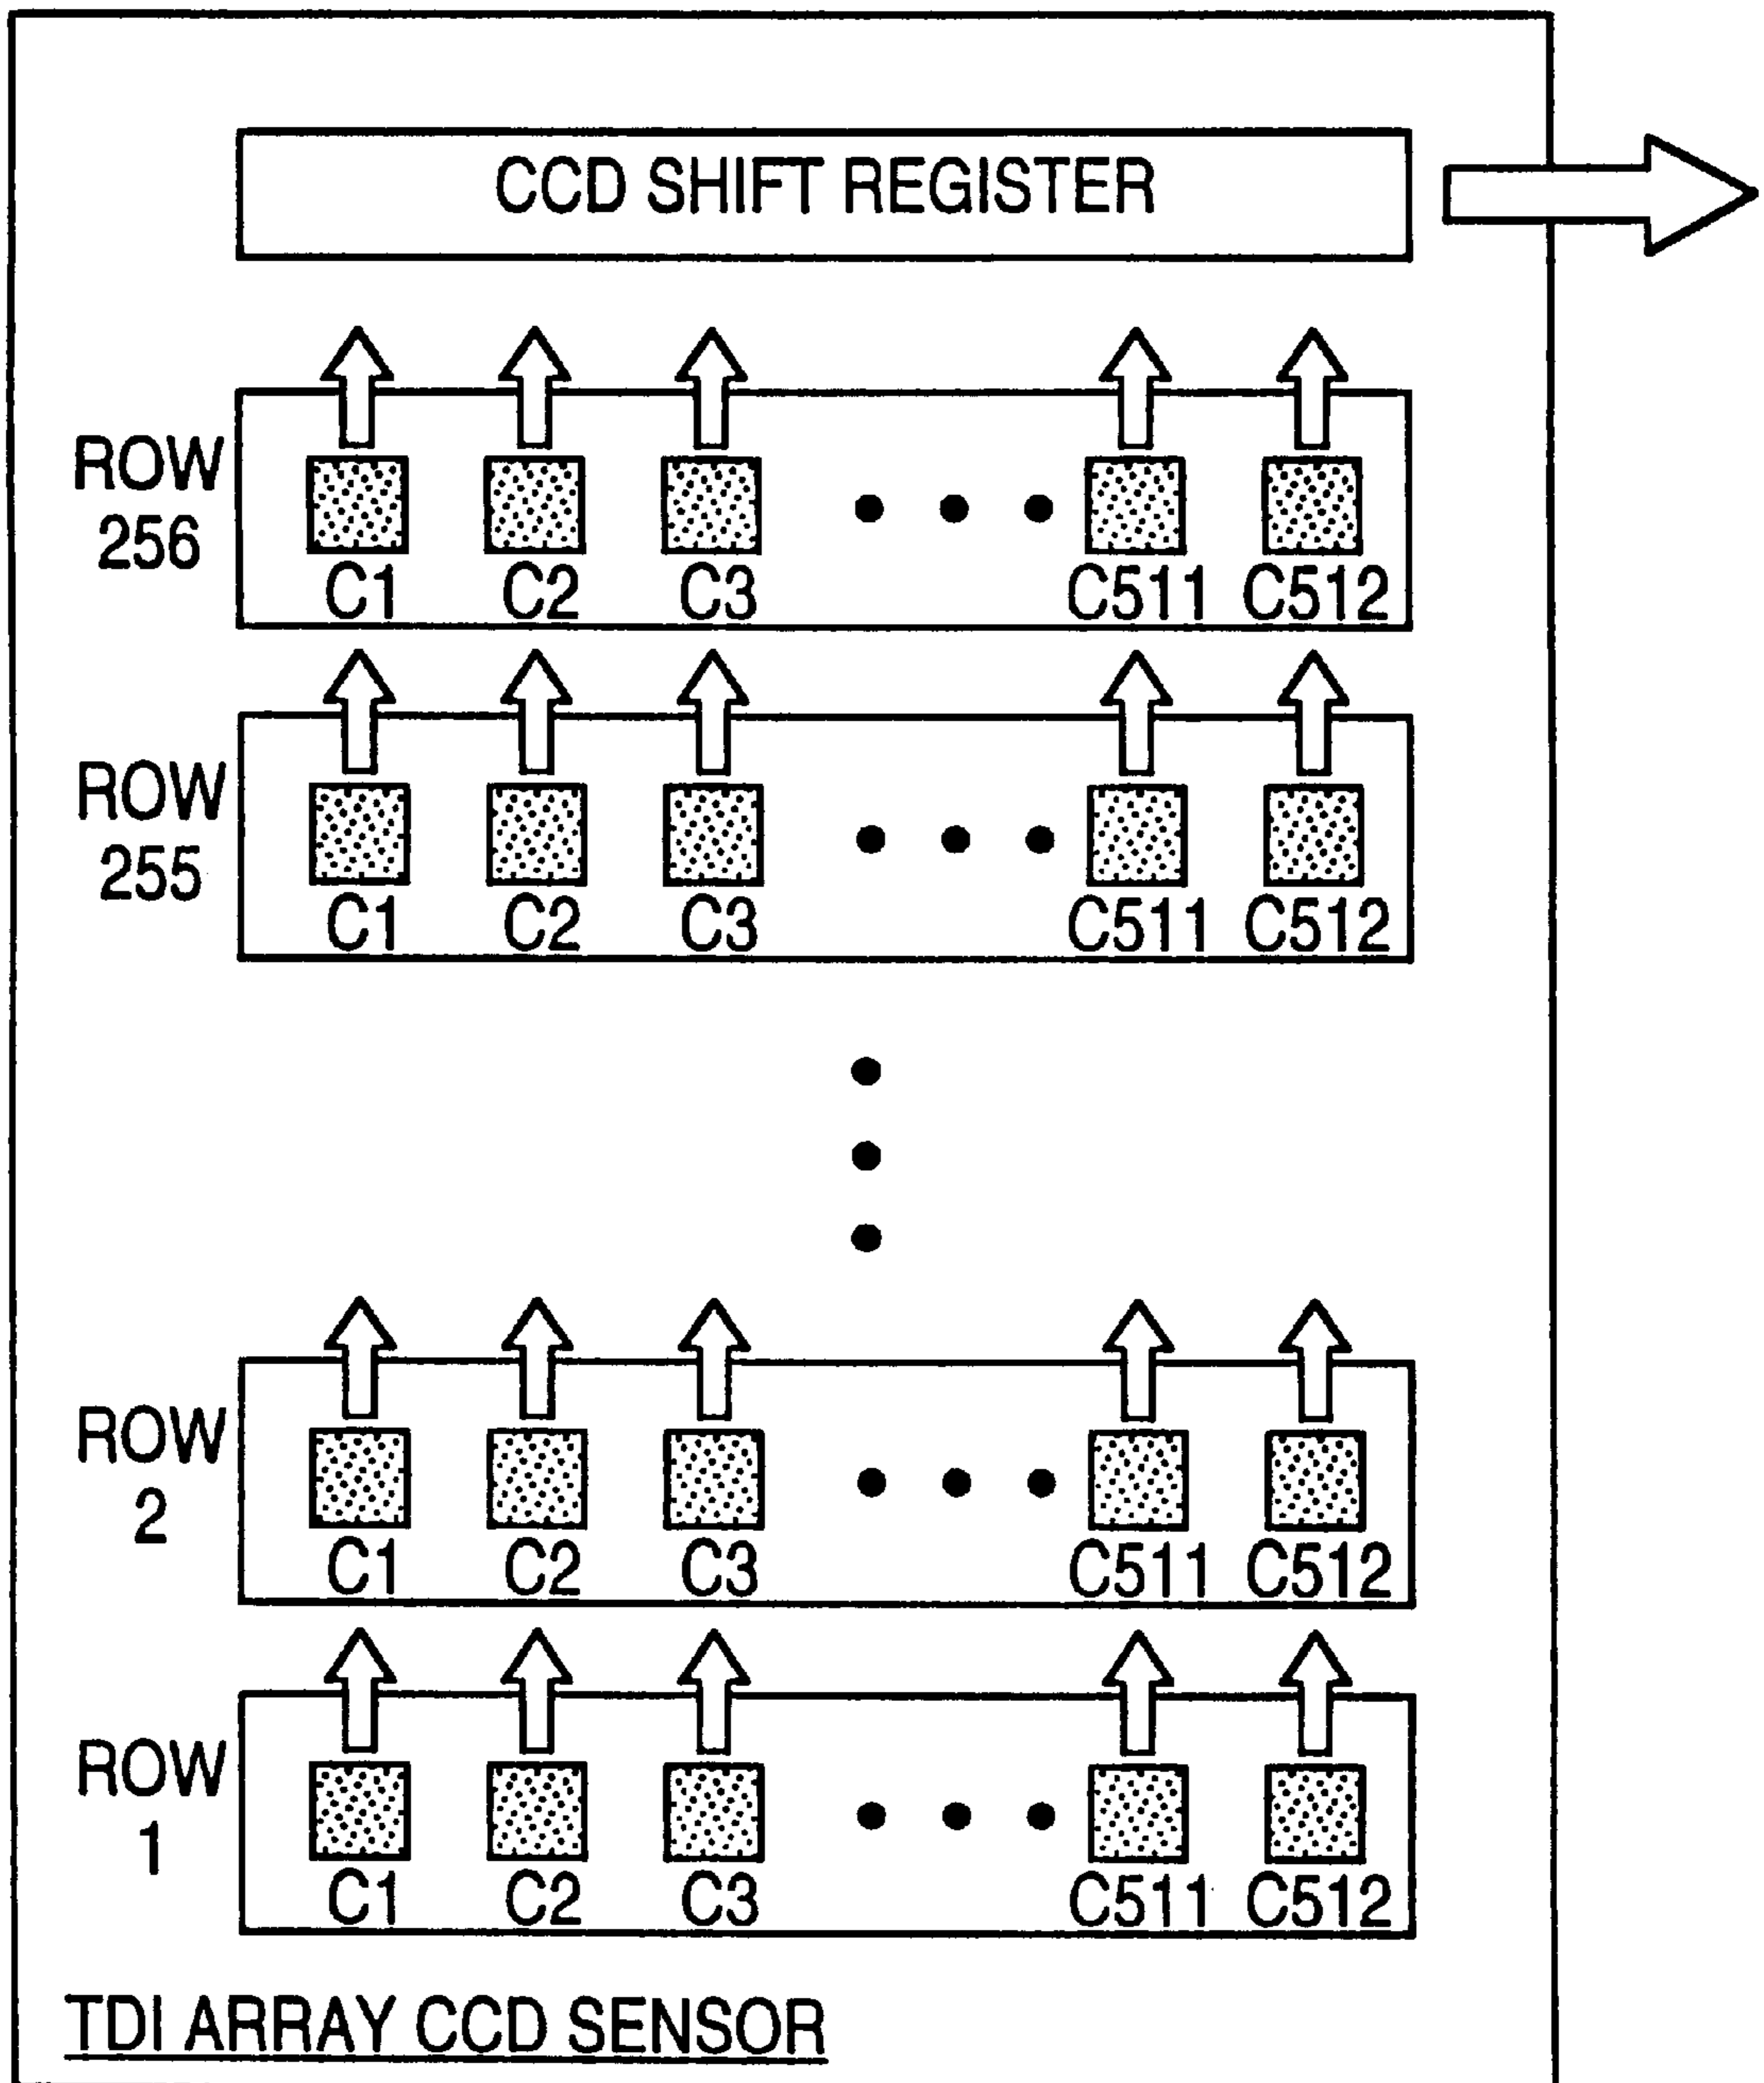 CCD SHIFT REGISTER
ROW
256
C1 C2 C3 C511 C512
ROW
255
C1 C2 C3 C511 C512
ROW
2
C1 C2 C3 C511 C512
ROW
1
C1 C2 C3 C511 C512
TDI ARRAY CCD SENSOR